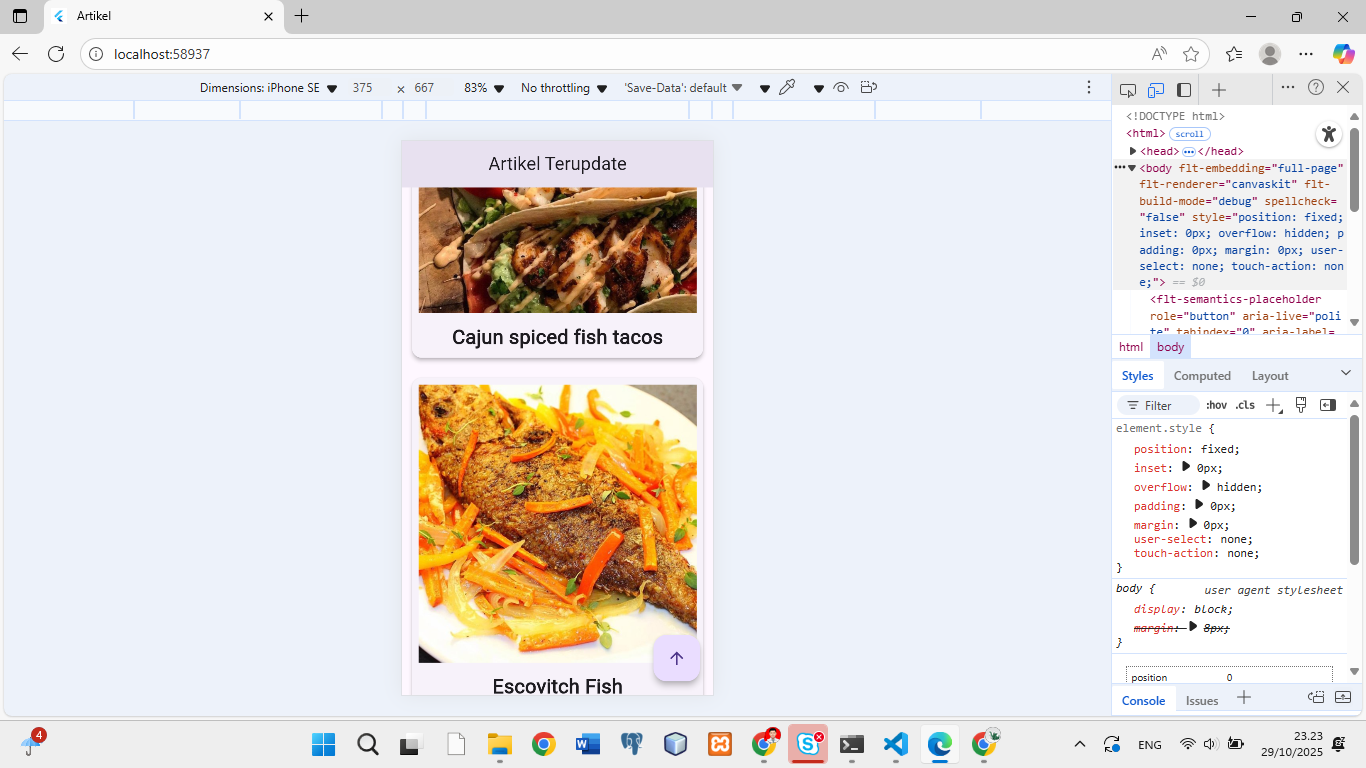 Artikel
localhost:58937
Dimensions: iPhone SE 375 × 667 83% No throttling 'Save-Data': default
Artikel Terupdate
Cajun spiced fish tacos
Escovitch Fish
<!DOCTYPE html>
<html> scroll
<head> ••• </head>
<body flt-embedding="full-page"
flt-renderer="canvaskit" flt-
build-mode="debug" spellcheck=
"false" style="position: fixed;
inset: 0px; overflow: hidden; p
adding: 0px; margin: 0px; user-
select: none; touch-action: non
e;"> == $0
<flt-semantics-placeholder
role="button" aria-live="poli
te" tabindex="0" aria-label=
html body
Styles Computed Layout
Filter :hov .cls
element.style {
position: fixed;
inset: 0px;
overflow: hidden;
padding: 0px;
margin: 0px;
user-select: none;
touch-action: none;
}
body { user agent stylesheet
display: block;
margin: 8px;
}
position 0
Console Issues
4
ENG
23.23
29/10/2025